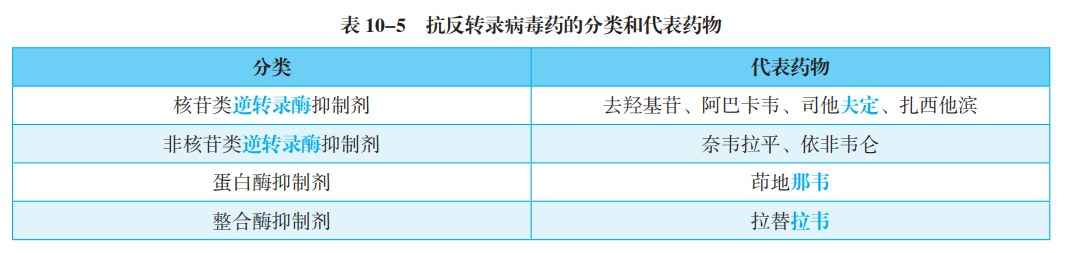 表 10–5 抗反转录病毒药的分类和代表药物
分类 代表药物
核苷类逆转录酶抑制剂 去羟基苷、阿巴卡韦、司他夫定、扎西他滨
非核苷类逆转录酶抑制剂 奈韦拉平、依非韦仑
蛋白酶抑制剂 茚地那韦
整合酶抑制剂 拉替拉韦